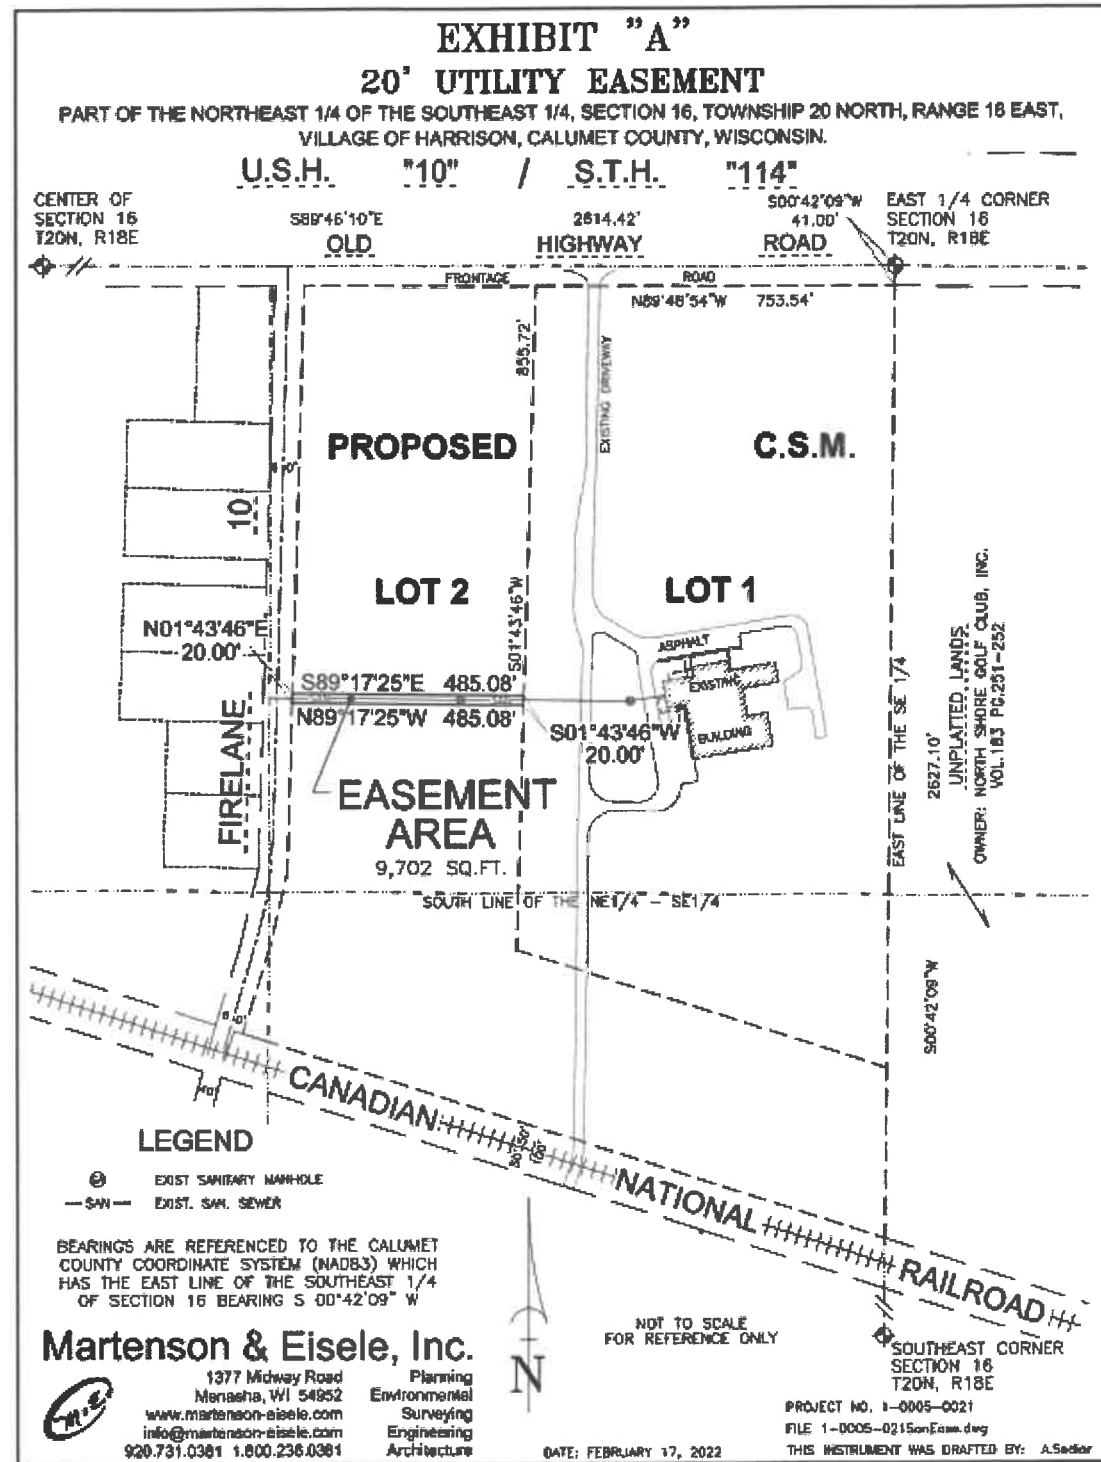 EXHIBIT "A"
20' UTILITY EASEMENT
PART OF THE NORTHEAST 1/4 OF THE SOUTHEAST 1/4, SECTION 16, TOWNSHIP 20 NORTH, RANGE 18 EAST,
VILLAGE OF HARRISON, CALUMET COUNTY, WISCONSIN.
U.S.H. "10" / S.T.H. "114"
CENTER OF
SECTION 16
T20N, R18E
S89°46'10"E 2614.42'
OLD HIGHWAY ROAD
S00°42'09"W
41.00'
EAST 1/4 CORNER
SECTION 16
T20N, R18E
FRONTAGE ROAD
N89°48'54"W 753.54'
855.72'
EXISTING DRIVEWAY
PROPOSED C.S.M.
10
LOT 2
LOT 1
S01°43'46"W
N01°43'46"E
20.00'
ASPHALT
EXISTING
BUILDING
S89°17'25"E 485.08'
N89°17'25"W 485.08'
S01°43'46"W
20.00'
FIRELANE
EASEMENT
AREA
9,702 SQ.FT.
EAST LINE OF THE SE 1/4
2627.10'
UNPLATTED LANDS
OWNER: NORTH SHORE GOLF CLUB, INC.
VOL.183 PG.251-252
SOUTH LINE OF THE NE1/4 - SE1/4
S00°42'09"W
CANADIAN NATIONAL RAILROAD
50' 50'
100'
LEGEND
EXIST SANITARY MANHOLE
SAN EXIST. SAN. SEWER
BEARINGS ARE REFERENCED TO THE CALUMET
COUNTY COORDINATE SYSTEM (NAD83) WHICH
HAS THE EAST LINE OF THE SOUTHEAST 1/4
OF SECTION 16 BEARING S 00°42'09" W
N
NOT TO SCALE
FOR REFERENCE ONLY
SOUTHEAST CORNER
SECTION 16
T20N, R18E
Martenson & Eisele, Inc.
1377 Midway Road
Menasha, WI 54952
www.martenson-eisele.com
info@martenson-eisele.com
920.731.0381 1.800.236.0381
Planning
Environmental
Surveying
Engineering
Architecture
DATE: FEBRUARY 17, 2022
PROJECT NO. 1-0005-0021
FILE 1-0005-021SanEsm.dwg
THIS INSTRUMENT WAS DRAFTED BY: A.Sedlar